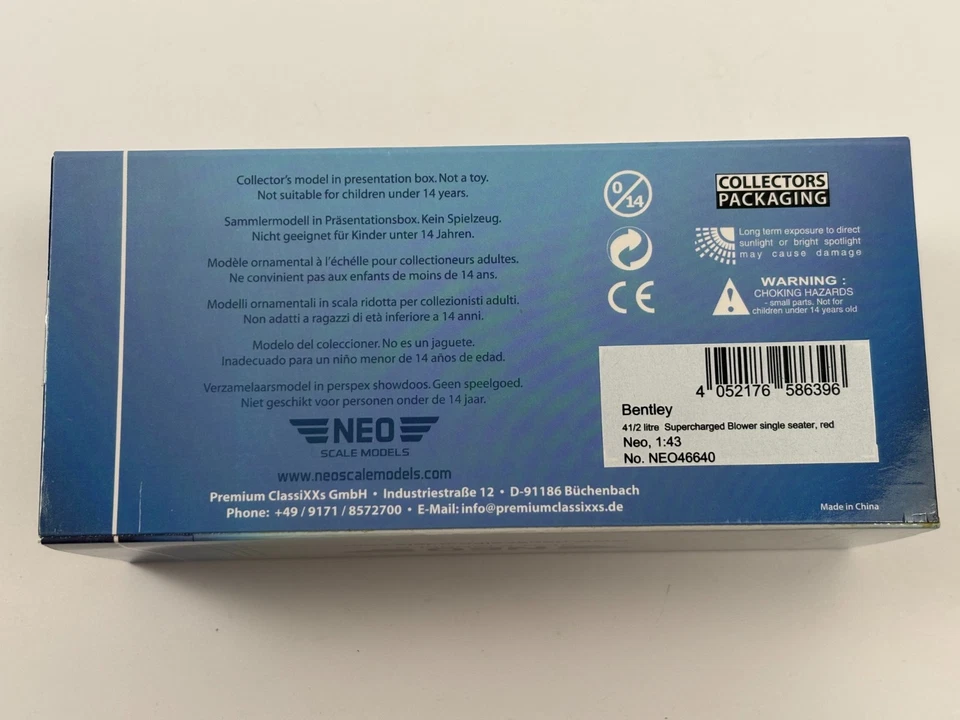 Collector's model in presentation box. Not a toy.
Not suitable for children under 14 years.
Sammlermodell in Präsentationsbox. Kein Spielzeug.
Nicht geeignet für Kinder unter 14 Jahren.
Modèle ornamental à l'échélle pour collectioneurs adultes.
Ne convinient pas aux enfants de moins de 14 ans.
Modelli ornamentali in scala ridotta per collezionisti adulti.
Non adatti a ragazzi di età inferiore a 14 anni.
Modelo del coleccioner. No es un jaguete.
Inadecuado para un niño menor de 14 años de edad.
Verzamelaarsmodel in perspex showdoos. Geen speelgoed.
Niet geschikt voor personen onder de 14 jaar.
NEO
SCALE MODELS
www.neoscalemodels.com
Premium ClassiXXs GmbH • Industriestraße 12 • D-91186 Büchenbach
Phone: +49 / 9171 / 8572700 • E-Mail: info@premiumclassixxs.de
0/14
CE
COLLECTORS
PACKAGING
Long term exposure to direct
sunlight or bright spotlight
may cause damage
WARNING :
CHOKING HAZARDS
- small parts. Not for
children under 14 years old
4 052176 586396
Bentley
41/2 litre Supercharged Blower single seater, red
Neo, 1:43
No. NEO46640
Made in China